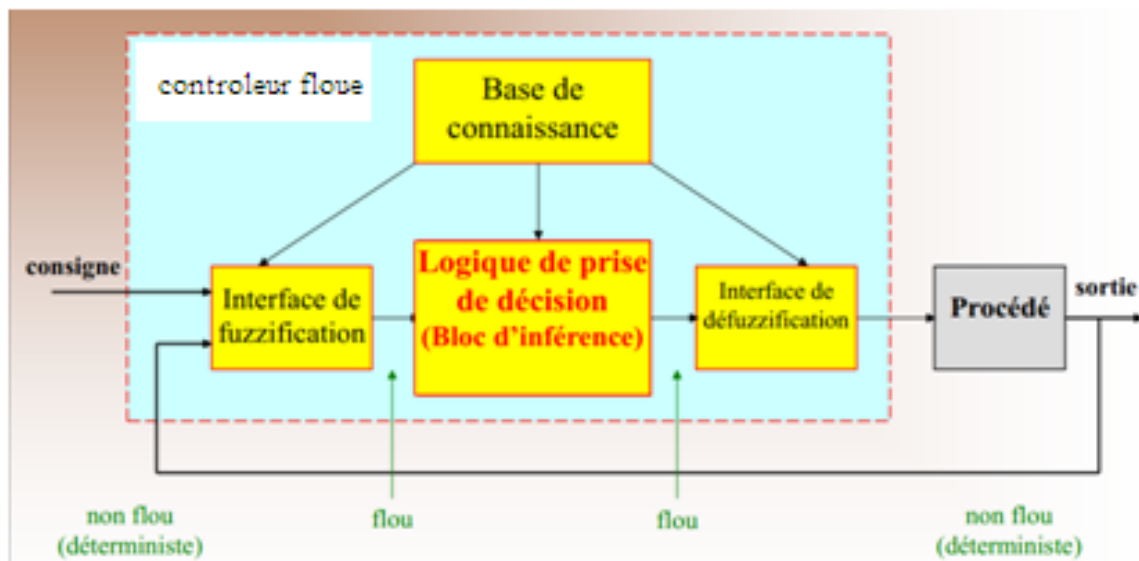 controleur floue
Base de
connaissance
consigne
Interface de
fuzzification
Logique de prise
de décision
(Bloc d'inférence)
Interface de
défuzzification
Procédé
sortie
non flou
(déterministe)
flou
flou
non flou
(déterministe)